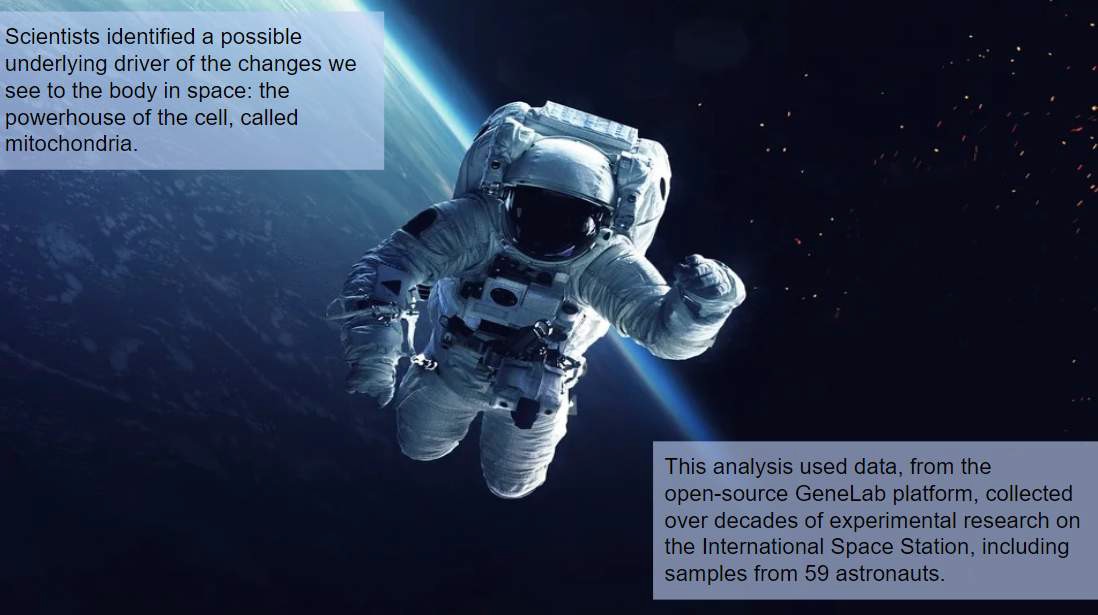 Scientists identified a possible
underlying driver of the changes we
see to the body in space: the
powerhouse of the cell, called
mitochondria.
This analysis used data, from the
open-source GeneLab platform, collected
over decades of experimental research on
the International Space Station, including
samples from 59 astronauts.